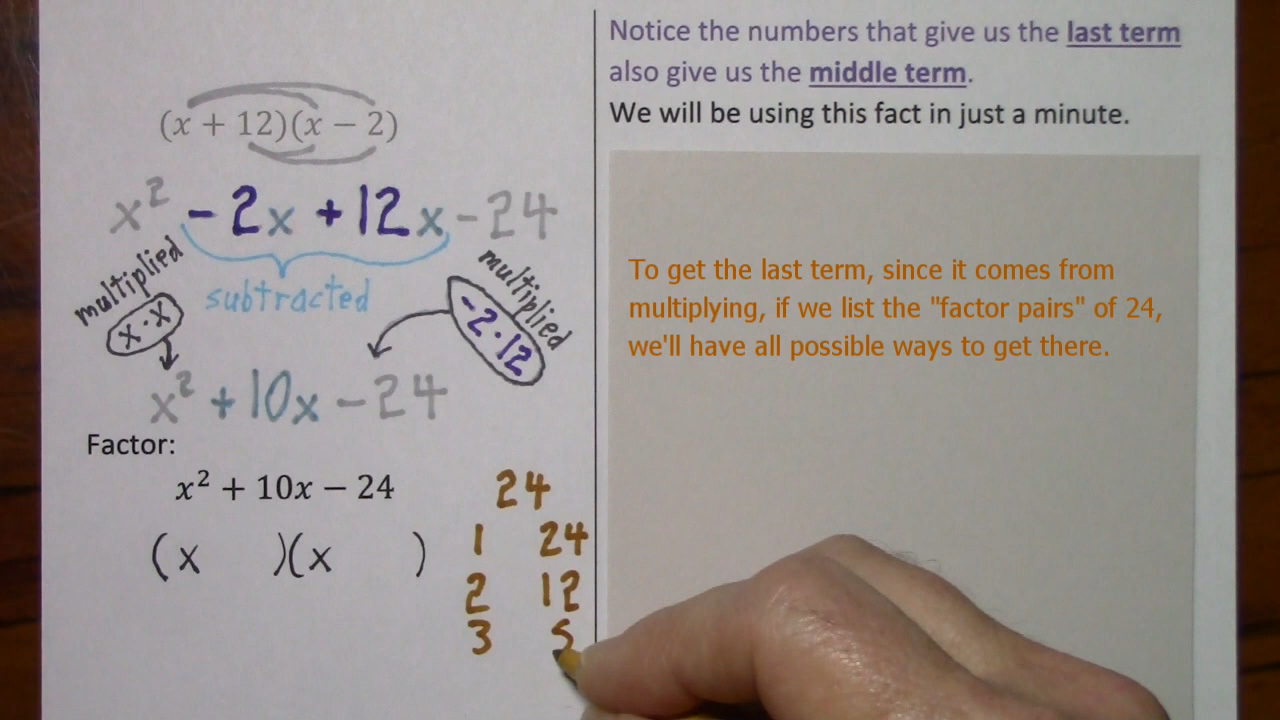 (x + 12)(x − 2)
x² - 2x + 12x - 24
multiplied
x · x
subtracted
multiplied
-2 · 12
x² + 10x - 24
Factor:
x² + 10x − 24
(x )(x )
24
1 24
2 12
3
Notice the numbers that give us the last term
also give us the middle term.
We will be using this fact in just a minute.
To get the last term, since it comes from
multiplying, if we list the "factor pairs" of 24,
we'll have all possible ways to get there.